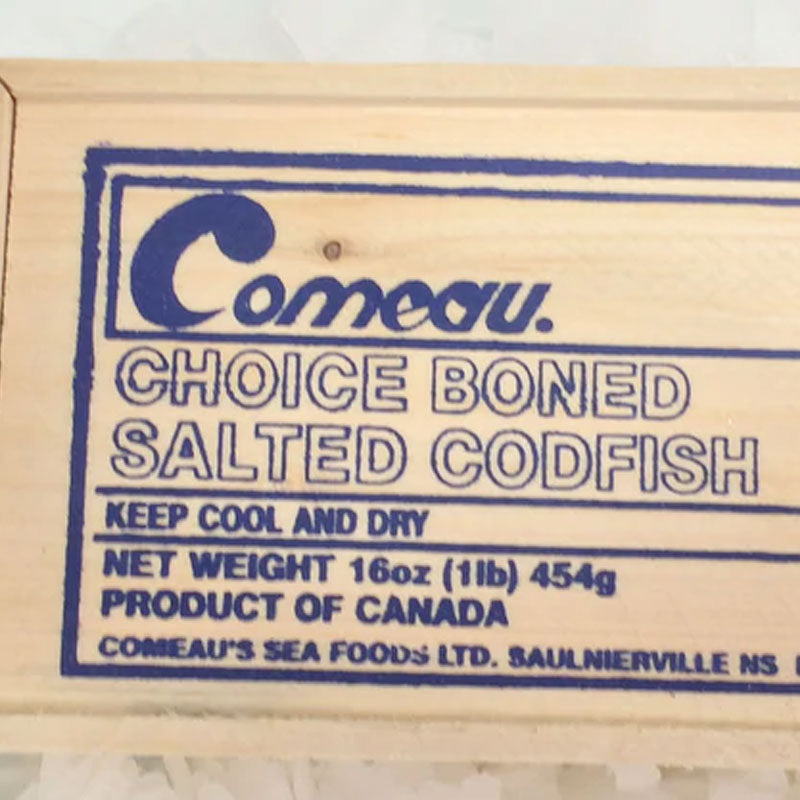 Comeau.
CHOICE BONED
SALTED CODFISH
KEEP COOL AND DRY
NET WEIGHT 16oz (1lb) 454g
PRODUCT OF CANADA
COMEAU'S SEA FOODS LTD. SAULNIERVILLE NS